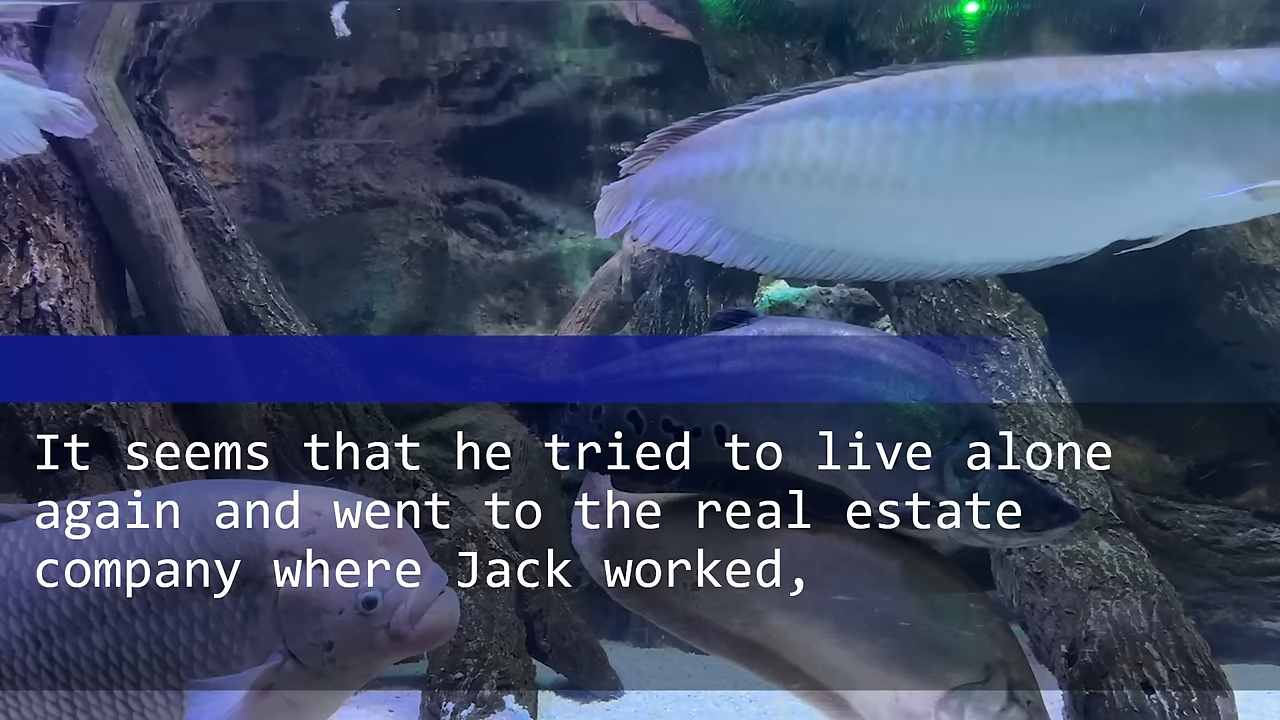 It seems that he tried to live alone
again and went to the real estate
company where Jack worked,